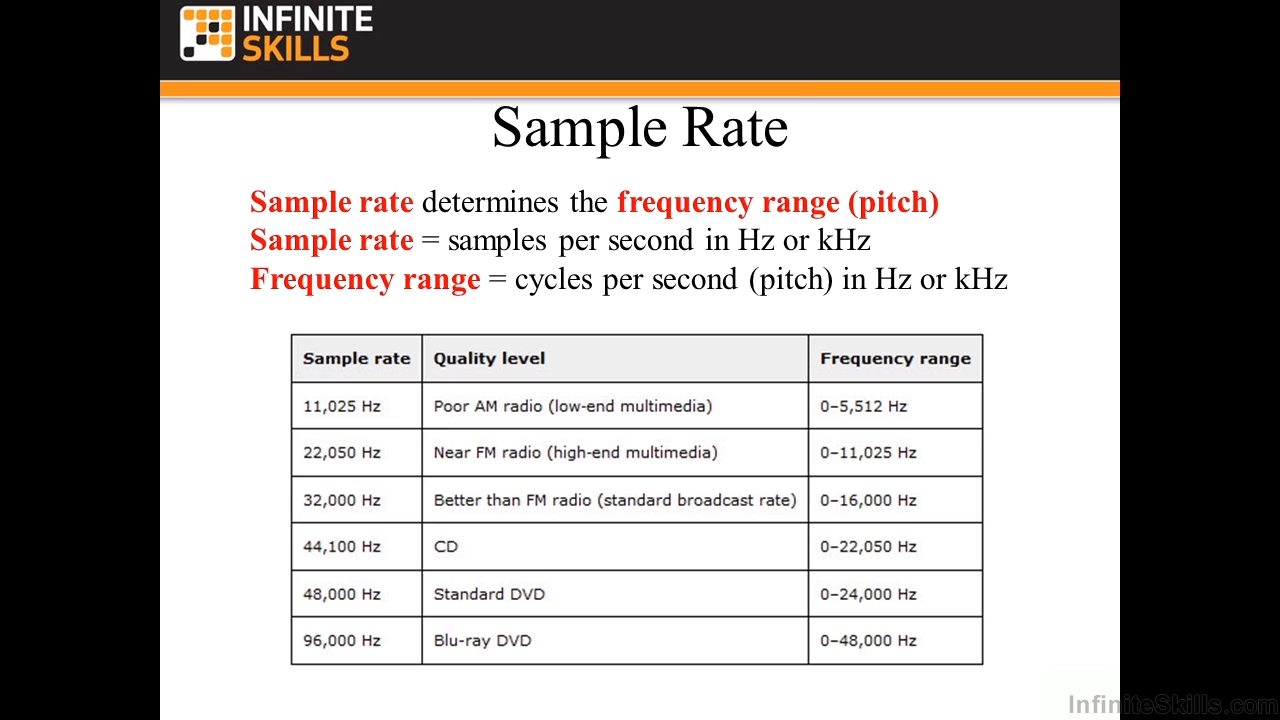 INFINITE
SKILLS
Sample Rate
Sample rate determines the frequency range (pitch)
Sample rate = samples per second in Hz or kHz
Frequency range = cycles per second (pitch) in Hz or kHz
Sample rate Quality level Frequency range
11,025 Hz Poor AM radio (low-end multimedia) 0–5,512 Hz
22,050 Hz Near FM radio (high-end multimedia) 0–11,025 Hz
32,000 Hz Better than FM radio (standard broadcast rate) 0–16,000 Hz
44,100 Hz CD 0–22,050 Hz
48,000 Hz Standard DVD 0–24,000 Hz
96,000 Hz Blu-ray DVD 0–48,000 Hz
InfiniteSkills.com